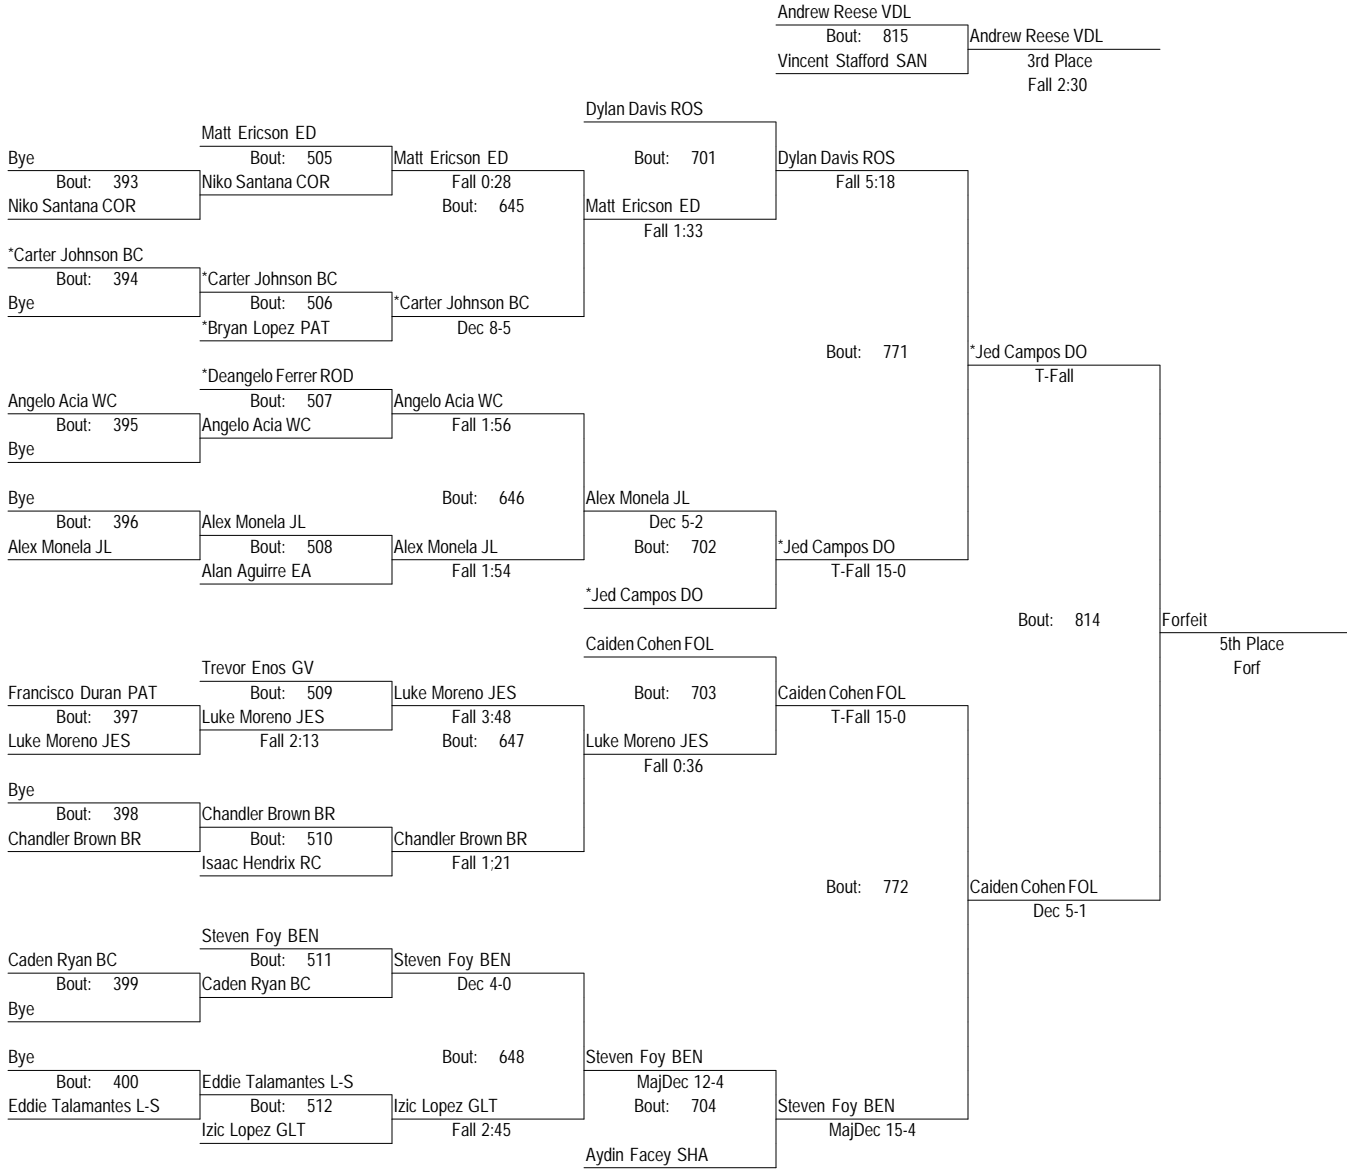 Andrew Reese VDL
Bout: 815 Andrew Reese VDL
Vincent Stafford SAN 3rd Place
Fall 2:30
Dylan Davis ROS
Matt Ericson ED
Bye Bout: 505 Matt Ericson ED Bout: 701 Dylan Davis ROS
Bout: 393 Niko Santana COR Fall 0:28 Fall 5:18
Niko Santana COR Bout: 645 Matt Ericson ED
Fall 1:33
*Carter Johnson BC
Bout: 394 *Carter Johnson BC
Bye Bout: 506 *Carter Johnson BC
*Bryan Lopez PAT Dec 8-5
Bout: 771 *Jed Campos DO
*Deangelo Ferrer ROD T-Fall
Angelo Acia WC Bout: 507 Angelo Acia WC
Bout: 395 Angelo Acia WC Fall 1:56
Bye
Bye Bout: 646 Alex Monela JL
Bout: 396 Alex Monela JL Dec 5-2
Alex Monela JL Bout: 508 Alex Monela JL Bout: 702 *Jed Campos DO
Alan Aguirre EA Fall 1:54 T-Fall 15-0
*Jed Campos DO
Bout: 814 Forfeit
Caiden Cohen FOL 5th Place
Trevor Enos GV Forf
Francisco Duran PAT Bout: 509 Luke Moreno JES Bout: 703 Caiden Cohen FOL
Bout: 397 Luke Moreno JES Fall 3:48 T-Fall 15-0
Luke Moreno JES Fall 2:13 Bout: 647 Luke Moreno JES
Fall 0:36
Bye
Bout: 398 Chandler Brown BR
Chandler Brown BR Bout: 510 Chandler Brown BR
Isaac Hendrix RC Fall 1;21
Bout: 772 Caiden Cohen FOL
Dec 5-1
Steven Foy BEN
Caden Ryan BC Bout: 511 Steven Foy BEN
Bout: 399 Caden Ryan BC Dec 4-0
Bye
Bye Bout: 648 Steven Foy BEN
Bout: 400 Eddie Talamantes L-S MajDec 12-4
Eddie Talamantes L-S Bout: 512 Izic Lopez GLT Bout: 704 Steven Foy BEN
Izic Lopez GLT Fall 2:45 MajDec 15-4
Aydin Facey SHA